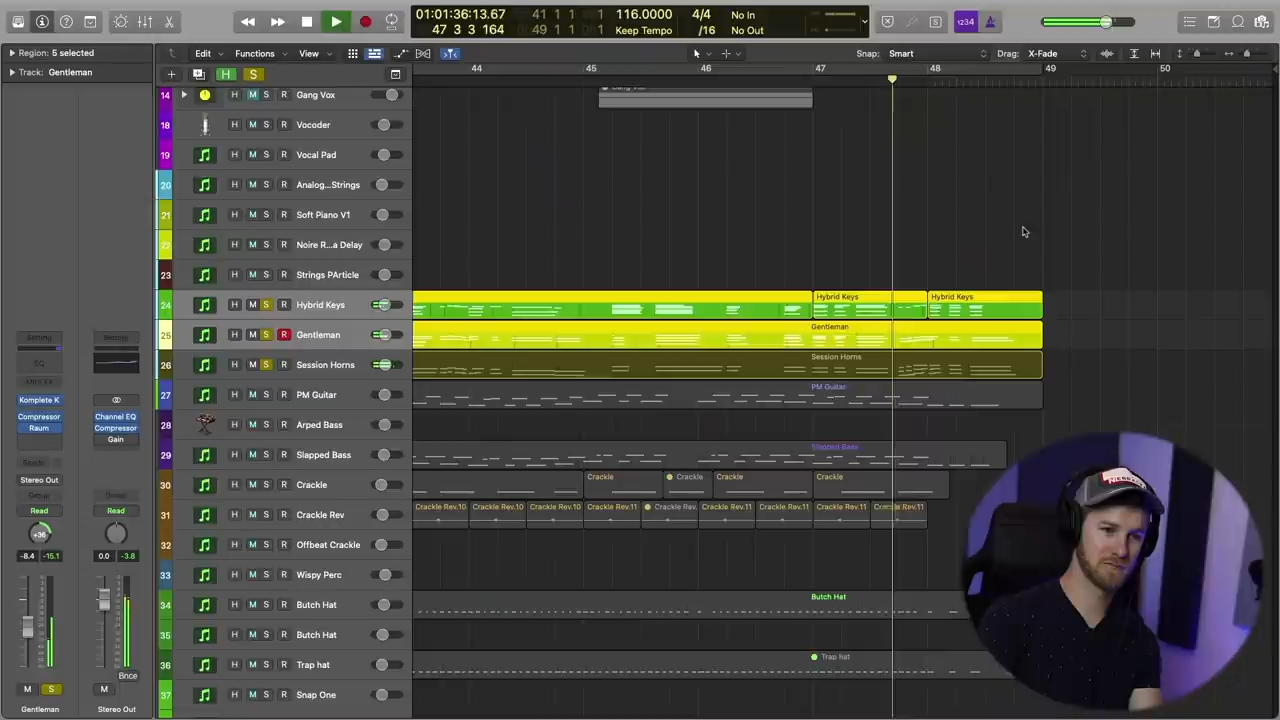 01:01:36:13.67 41 1 1 116.0000 4/4 No In
47 3 3 164 49 1 1 Keep Tempo /16 No Out
1234
Region: 5 selected
Edit Functions View Snap: Smart Drag: X-Fade
Track: Gentleman
H S
44 45 46 47 48 49 50
14 H M S R Gang Vox
18 H M S R Vocoder
19 H M S R Vocal Pad
20 H M S R Analog...Strings
21 H M S R Soft Piano V1
22 H M S R Noire R...a Delay
23 H M S R Strings PArticle
24 H M S R Hybrid Keys Hybrid Keys Hybrid Keys
25 H M S R Gentleman Gentleman
26 H M S R Session Horns Session Horns
27 H M S R PM Guitar PM Guitar
28 H M S R Arped Bass
29 H M S R Slapped Bass Slapped Bass
30 H M S R Crackle Crackle Crackle Crackle Crackle
31 H M S R Crackle Rev Crackle Rev.10 Crackle Rev.10 Crackle Rev.10 Crackle Rev.11 Crackle Rev. Crackle Rev.11 Crackle Rev.11 Crackle Rev.11 Crackle Rev.11
32 H M S R Offbeat Crackle
33 H M S R Wispy Perc
34 H M S R Butch Hat Butch Hat
35 H M S R Butch Hat
36 H M S R Trap hat Trap hat
37 H M S R Snap One
Setting Setting
EQ
MIDI FX
Komplete K
Compressor Channel EQ
Raum Compressor
Gain
Sends
Stereo Out
Group Group
Read Read
+36
-8.4 -15.1 0.0 -3.8
Bnce
M S M
Gentleman Stereo Out